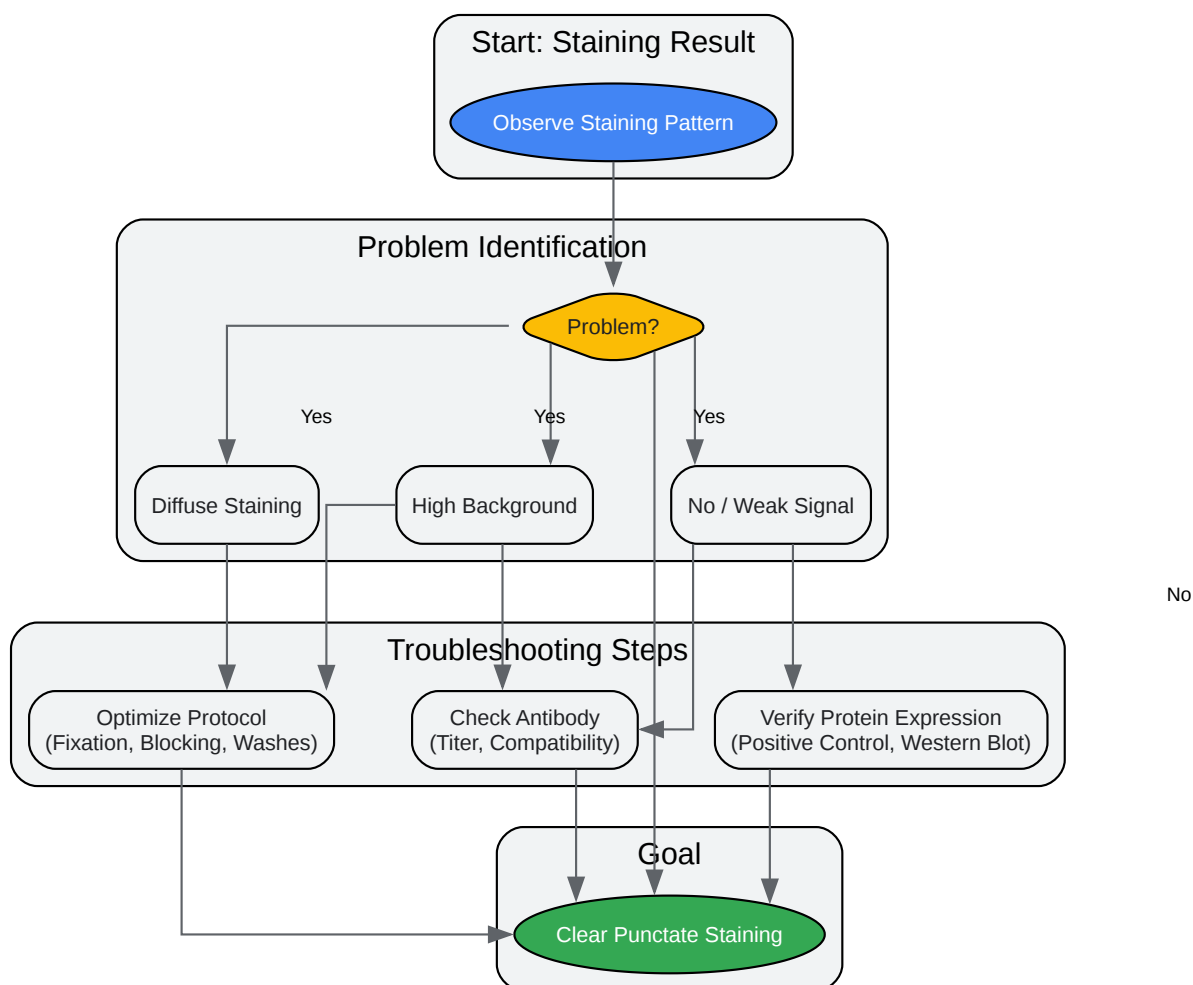 Start: Staining Result
Observe Staining Pattern
Problem Identification
Problem?
Yes
Yes
Yes
Diffuse Staining
High Background
No / Weak Signal
No
Troubleshooting Steps
Optimize Protocol
(Fixation, Blocking, Washes)
Check Antibody
(Titer, Compatibility)
Verify Protein Expression
(Positive Control, Western Blot)
Goal
Clear Punctate Staining